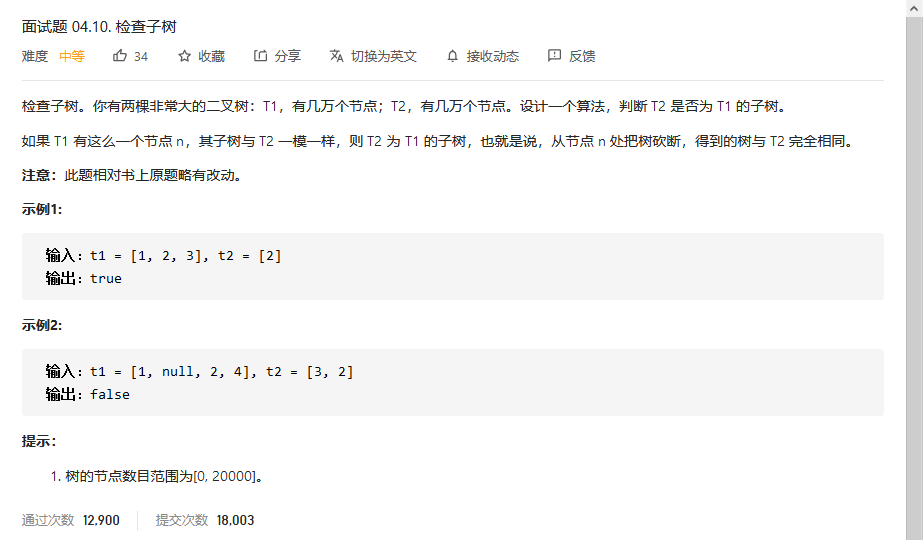 面试题 04.10. 检查子树
难度 中等 34 收藏 分享 切换为英文 接收动态 反馈
检查子树。你有两棵非常大的二叉树：T1，有几万个节点；T2，有几万个节点。设计一个算法，判断 T2 是否为 T1 的子树。
如果 T1 有这么一个节点 n，其子树与 T2 一模一样，则 T2 为 T1 的子树，也就是说，从节点 n 处把树砍断，得到的树与 T2 完全相同。
注意：此题相对书上原题略有改动。
示例1:
输入：t1 = [1, 2, 3], t2 = [2]
输出：true
示例2:
输入：t1 = [1, null, 2, 4], t2 = [3, 2]
输出：false
提示：
1. 树的节点数目范围为[0, 20000]。
通过次数 12,900 提交次数 18,003